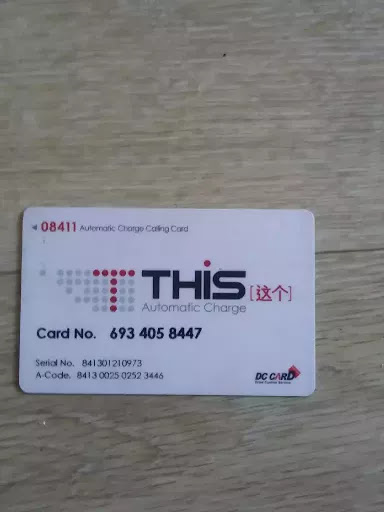 08411 Automatic Charge Calling Card
THiS [这个]
Automatic Charge
Card No. 693 405 8447
Serial No. 841301210973
A-Code. 8413 0025 0252 3446
DC CARD